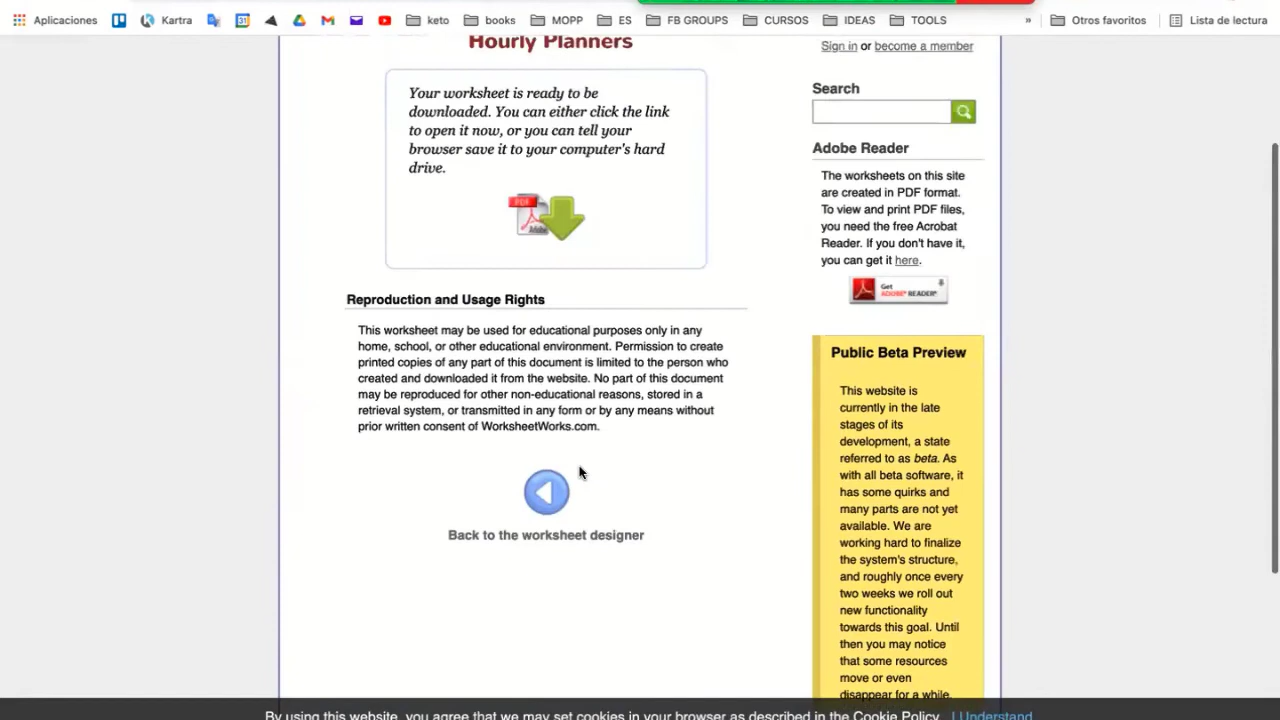 Aplicaciones
Kartra
keto
books
MOPP
ES
FB GROUPS
CURSOS
IDEAS
TOOLS
»
Otros favoritos
Lista de lectura
Hourly Planners
Your worksheet is ready to be
downloaded. You can either click the link
to open it now, or you can tell your
browser save it to your computer's hard
drive.
PDF
Adobe
Reproduction and Usage Rights
This worksheet may be used for educational purposes only in any
home, school, or other educational environment. Permission to create
printed copies of any part of this document is limited to the person who
created and downloaded it from the website. No part of this document
may be reproduced for other non-educational reasons, stored in a
retrieval system, or transmitted in any form or by any means without
prior written consent of WorksheetWorks.com.
Back to the worksheet designer
Sign in or become a member
Search
Adobe Reader
The worksheets on this site
are created in PDF format.
To view and print PDF files,
you need the free Acrobat
Reader. If you don't have it,
you can get it here.
Get
ADOBE® READER®
Public Beta Preview
This website is
currently in the late
stages of its
development, a state
referred to as beta. As
with all beta software, it
has some quirks and
many parts are not yet
available. We are
working hard to finalize
the system's structure,
and roughly once every
two weeks we roll out
new functionality
towards this goal. Until
then you may notice
that some resources
move or even
disappear for a while.
By using this website, you agree that we may set cookies in your browser as described in the Cookie Policy. I Understand